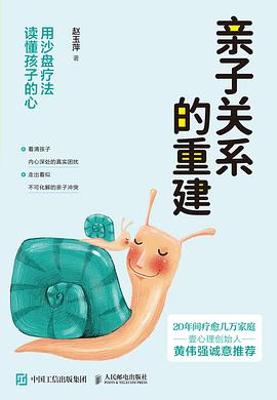 亲子关系
的重建
赵玉萍 著
用沙盘疗法
读懂孩子的心
看清孩子
内心深处的真实困扰
走出看似
不可化解的亲子冲突
20年间疗愈几万家庭
壹心理创始人
黄伟强诚意推荐
中国工信出版集团
人民邮电出版社
POSTS & TELECOM PRESS